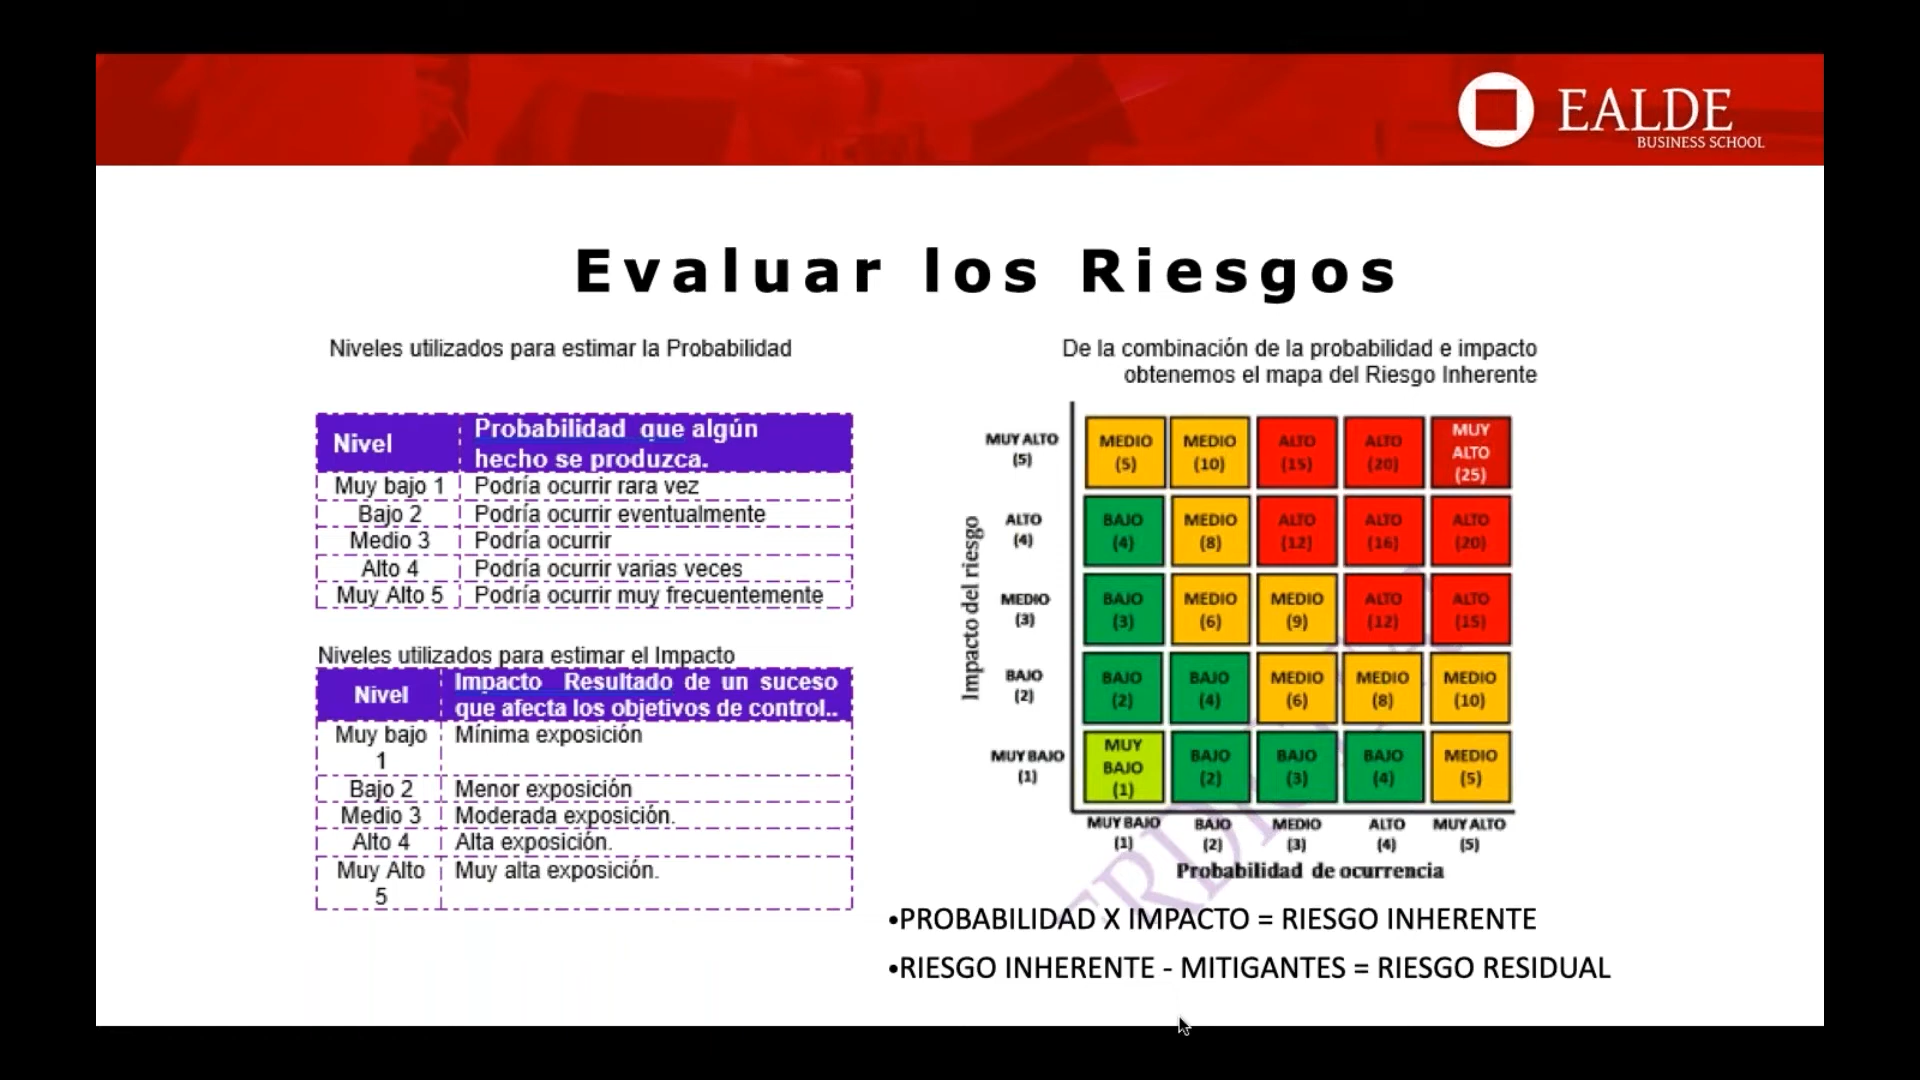 EALDE
BUSINESS SCHOOL
Evaluar los Riesgos
Niveles utilizados para estimar la Probabilidad
Nivel
Probabilidad que algún
hecho se produzca.
Muy bajo 1
Podría ocurrir rara vez
Bajo 2
Podría ocurrir eventualmente
Medio 3
Podría ocurrir
Alto 4
Podría ocurrir varias veces
Muy Alto 5
Podría ocurrir muy frecuentemente
Niveles utilizados para estimar el Impacto
Nivel
Impacto Resultado de un suceso
que afecta los objetivos de control..
Muy bajo
1
Mínima exposición
Bajo 2
Menor exposición
Medio 3
Moderada exposición.
Alto 4
Alta exposición.
Muy Alto
5
Muy alta exposición.
De la combinación de la probabilidad e impacto
obtenemos el mapa del Riesgo Inherente
Impacto del riesgo
MUY ALTO
(5)
MEDIO
(5)
MEDIO
(10)
ALTO
(15)
ALTO
(20)
MUY
ALTO
(25)
ALTO
(4)
BAJO
(4)
MEDIO
(8)
ALTO
(12)
ALTO
(16)
ALTO
(20)
MEDIO
(3)
BAJO
(3)
MEDIO
(6)
MEDIO
(9)
ALTO
(12)
ALTO
(15)
BAJO
(2)
BAJO
(2)
BAJO
(4)
MEDIO
(6)
MEDIO
(8)
MEDIO
(10)
MUY BAJO
(1)
MUY
BAJO
(1)
BAJO
(2)
BAJO
(3)
BAJO
(4)
MEDIO
(5)
MUY BAJO
(1)
BAJO
(2)
MEDIO
(3)
ALTO
(4)
MUY ALTO
(5)
Probabilidad de ocurrencia
•PROBABILIDAD X IMPACTO = RIESGO INHERENTE
•RIESGO INHERENTE - MITIGANTES = RIESGO RESIDUAL